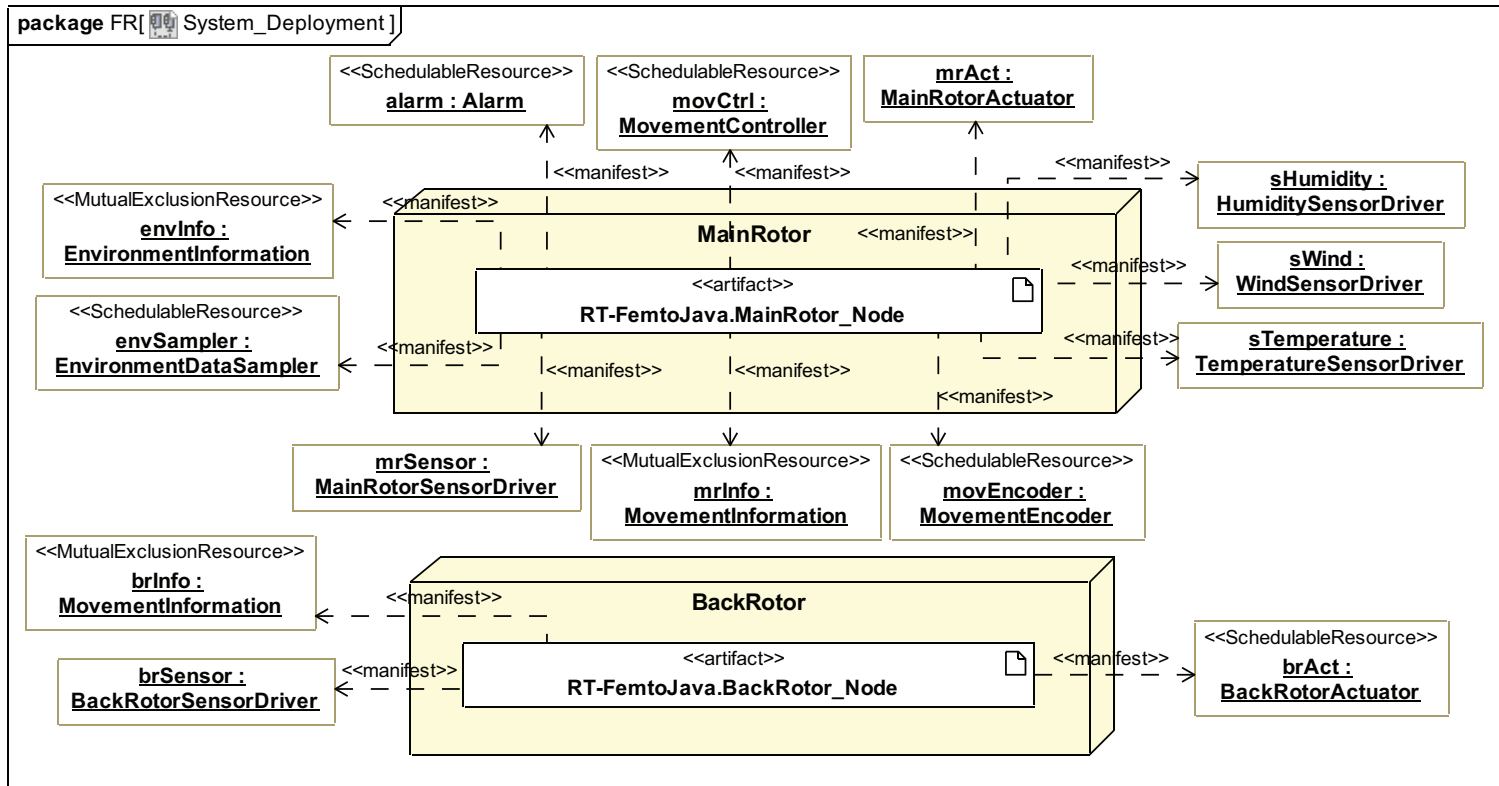 package FR[ System_Deployment ]
<<SchedulableResource>>
alarm : Alarm
<<SchedulableResource>>
movCtrl :
MovementController
mrAct :
MainRotorActuator
<<manifest>>
<<manifest>>
<<manifest>>
sHumidity :
HumiditySensorDriver
<<MutualExclusionResource>>
envInfo :
EnvironmentInformation
<<manifest>>
MainRotor
<<manifest>>
<<manifest>>
sWind :
WindSensorDriver
<<artifact>>
RT-FemtoJava.MainRotor_Node
<<SchedulableResource>>
envSampler :
EnvironmentDataSampler
<<manifest>>
<<manifest>>
sTemperature :
TemperatureSensorDriver
<<manifest>>
<<manifest>>
<<manifest>>
mrSensor :
MainRotorSensorDriver
<<MutualExclusionResource>>
mrInfo :
MovementInformation
<<SchedulableResource>>
movEncoder :
MovementEncoder
<<MutualExclusionResource>>
brInfo :
MovementInformation
<<manifest>>
BackRotor
<<artifact>>
RT-FemtoJava.BackRotor_Node
brSensor :
BackRotorSensorDriver
<<manifest>>
<<manifest>>
<<SchedulableResource>>
brAct :
BackRotorActuator